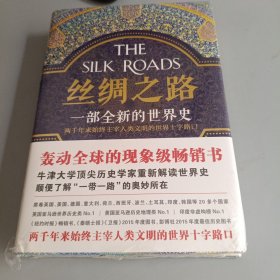 THE
SILK ROADS
丝绸之路
一部全新的世界史
两千年来始终主宰人类文明的世界十字路口
轰动全球的现象级畅销书
牛津大学顶尖历史学家重新解读世界史
顺便了解“一带一路”的奥妙所在
两千年来始终主宰人类文明的世界十字路口